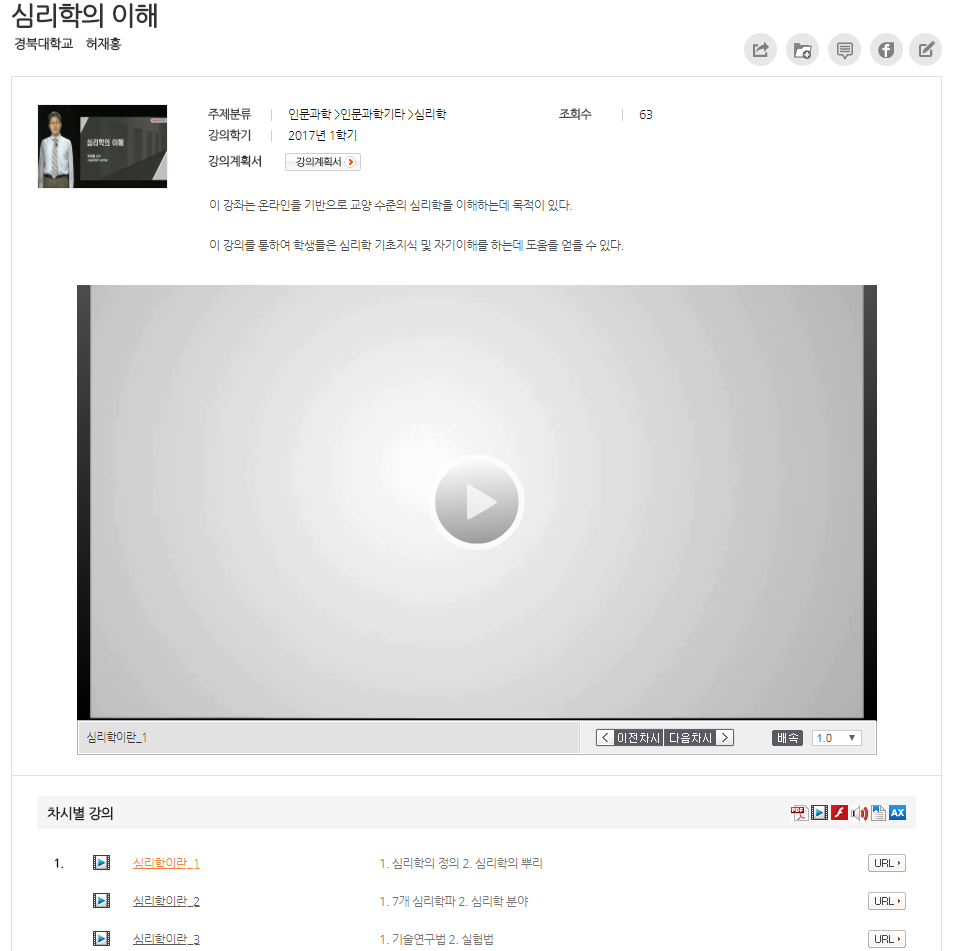 심리학의 이해
경북대학교 허재홍
심리학의 이해
주제분류 인문과학 >인문과학기타 >심리학 조회수 63
강의학기 2017년 1학기
강의계획서 강의계획서
이 강좌는 온라인을 기반으로 교양 수준의 심리학을 이해하는데 목적이 있다.
이 강의를 통하여 학생들은 심리학 기초지식 및 자기이해를 하는데 도움을 얻을 수 있다.
심리학이란_1 이전차시 다음차시 배속 1.0
차시별 강의 PDF AX
1. 심리학이란_1 1. 심리학의 정의 2. 심리학의 뿌리 URL
심리학이란_2 1. 7개 심리학파 2. 심리학 분야 URL
심리학이란_3 1. 기술연구법 2. 실험법 URL